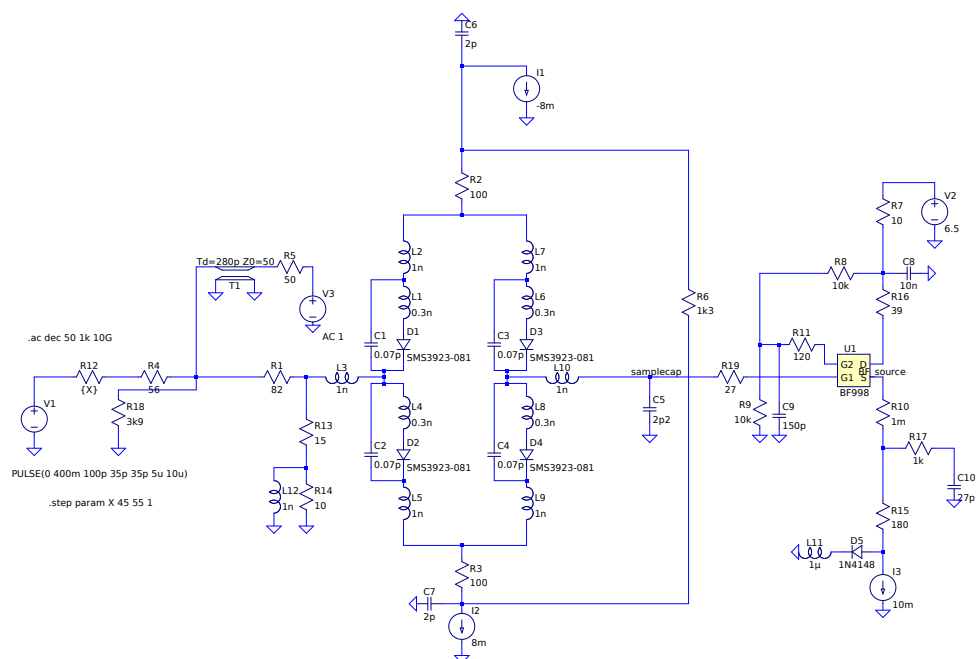 C6
2p
I1
-8m
R2
100
L2
1n
L7
1n
L1
0.3n
L6
0.3n
C1
0.07p
D1
SMS3923-081
C3
0.07p
D3
SMS3923-081
Td=280p Z0=50
T1
R5
50
V3
AC 1
.ac dec 50 1k 10G
R12
{X}
R4
56
R1
82
L3
1n
L10
1n
samplecap
R19
27
V1
R18
3k9
R13
15
L12
1n
R14
10
PULSE(0 400m 100p 35p 35p 5u 10u)
.step param X 45 55 1
L4
0.3n
L8
0.3n
C2
0.07p
D2
SMS3923-081
C4
0.07p
D4
SMS3923-081
L5
1n
L9
1n
R3
100
C7
2p
I2
8m
R6
1k3
C5
2p2
R7
10
V2
6.5
R8
10k
C8
10n
R16
39
R11
120
U1
G2 D
G1 S
BF998
BF_source
R9
10k
C9
150p
R10
1m
R17
1k
C10
27p
R15
180
L11
1µ
D5
1N4148
I3
10m